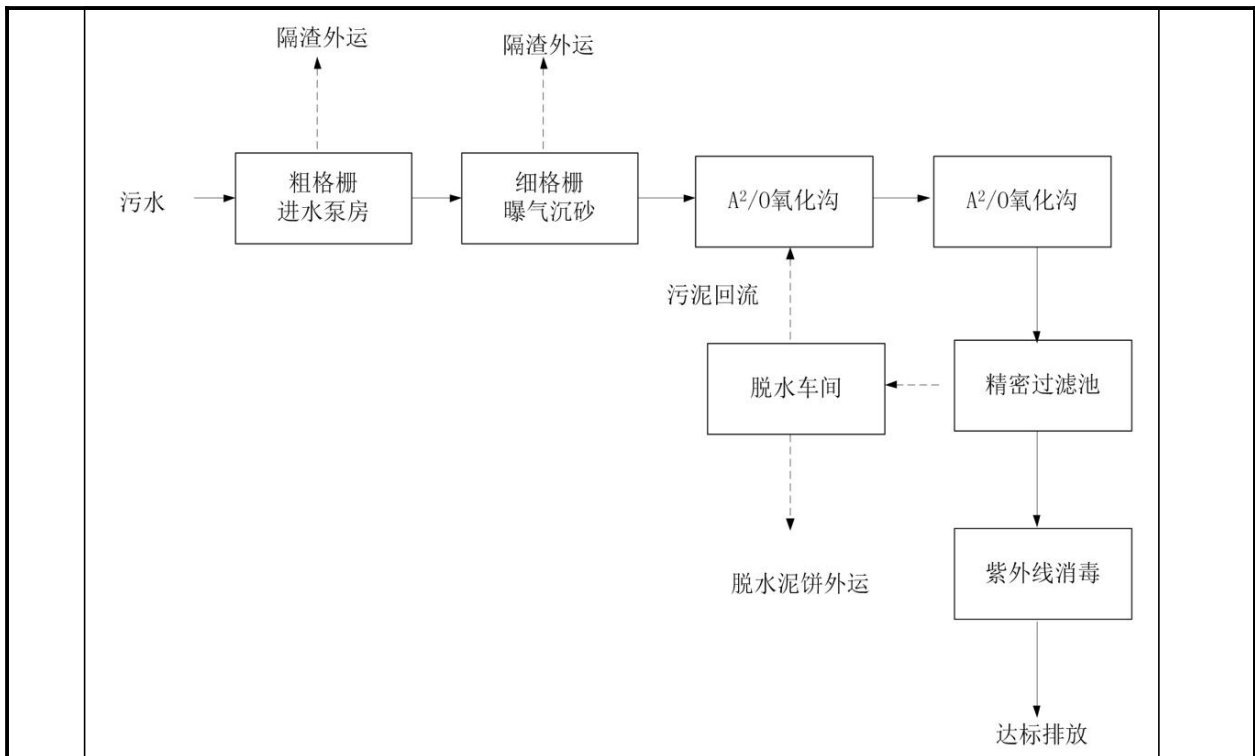 隔渣外运
隔渣外运
污水
粗格栅
进水泵房
细格栅
曝气沉砂
A²/O氧化沟
A²/O氧化沟
污泥回流
脱水车间
精密过滤池
脱水泥饼外运
紫外线消毒
达标排放